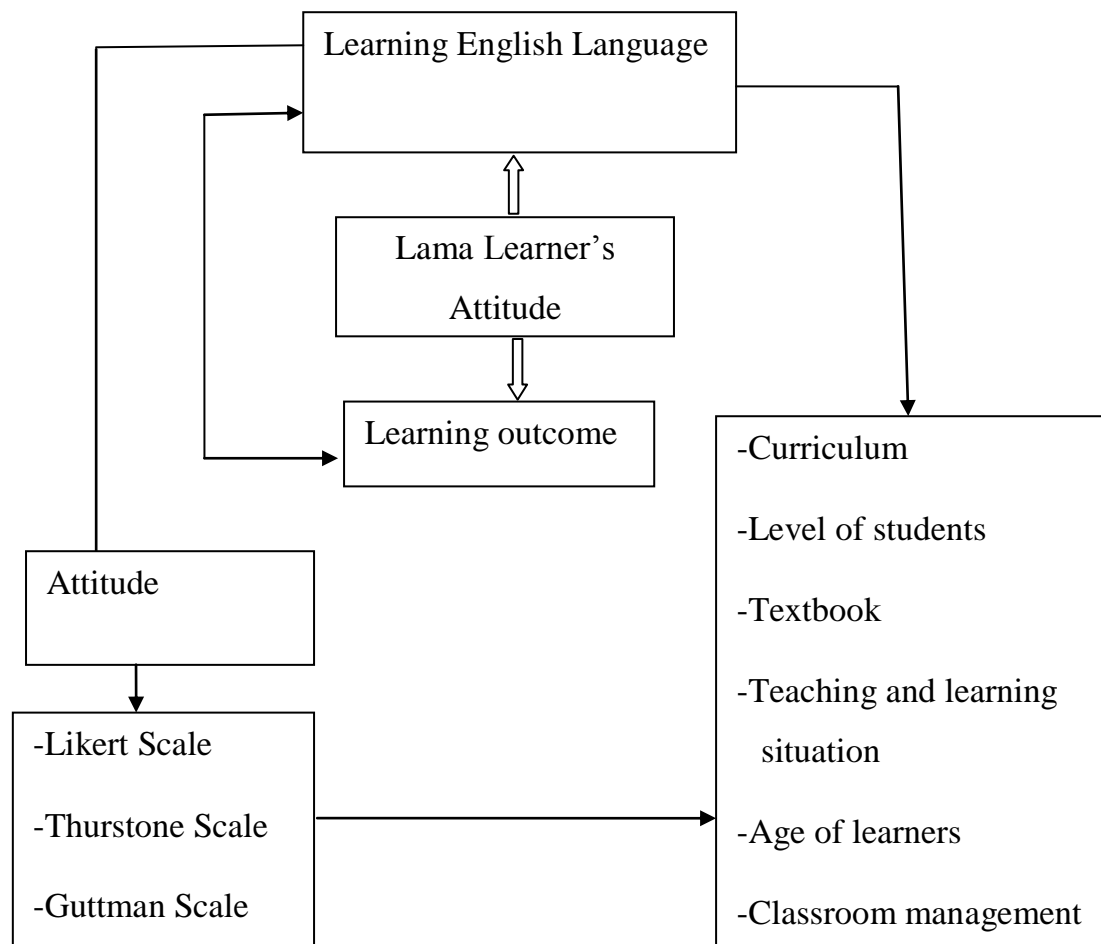 Learning English Language
Lama Learner’s
Attitude
Learning outcome
-Curriculum
-Level of students
-Textbook
-Teaching and learning
situation
-Age of learners
-Classroom management
Attitude
-Likert Scale
-Thurstone Scale
-Guttman Scale